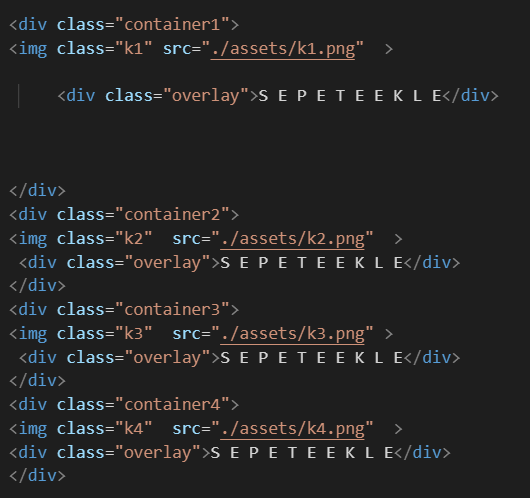 <div class="container1">
<img class="k1" src="./assets/k1.png"  >
<div class="overlay">S E P E T E E K L E</div>
</div>
<div class="container2">
<img class="k2"  src="./assets/k2.png"  >
<div class="overlay">S E P E T E E K L E</div>
</div>
<div class="container3">
<img class="k3"  src="./assets/k3.png" >
<div class="overlay">S E P E T E E K L E</div>
</div>
<div class="container4">
<img class="k4"  src="./assets/k4.png"  >
<div class="overlay">S E P E T E E K L E</div>
</div>